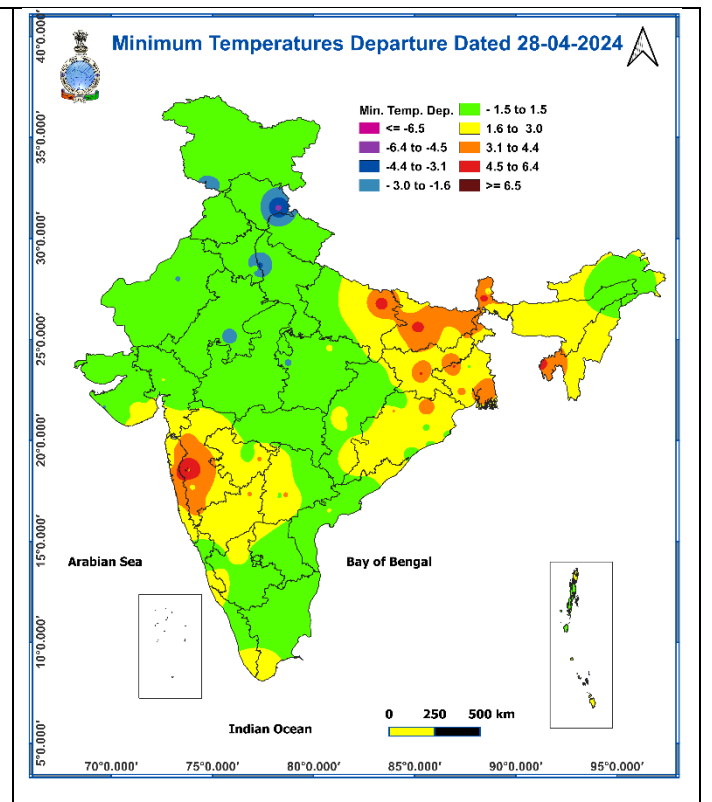 Minimum Temperatures Departure Dated 28-04-2024
Min. Temp. Dep.
<= -6.5
-6.4 to -4.5
-4.4 to -3.1
- 3.0 to -1.6
- 1.5 to 1.5
1.6 to 3.0
3.1 to 4.4
4.5 to 6.4
>= 6.5
40°0.000'
35°0.000'
30°0.000'
25°0.000'
20°0.000'
15°0.000'
10°0.000'
5°0.000'
Arabian Sea
Bay of Bengal
Indian Ocean
0 250 500 km
70°0.000' 75°0.000' 80°0.000' 85°0.000' 90°0.000' 95°0.000'